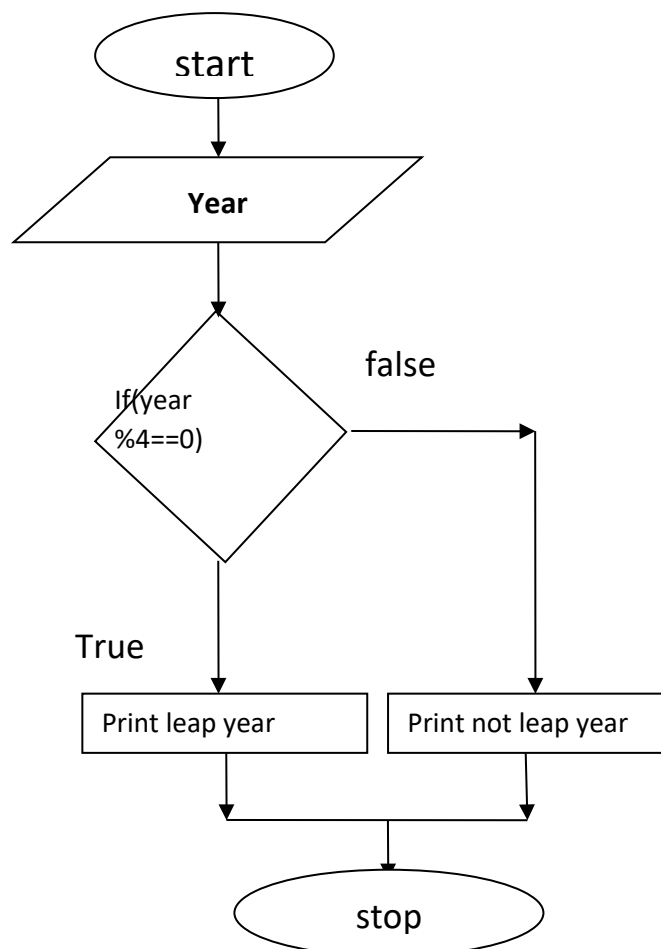 start
Year
false
If(year
%4==0)
True
Print leap year
Print not leap year
stop